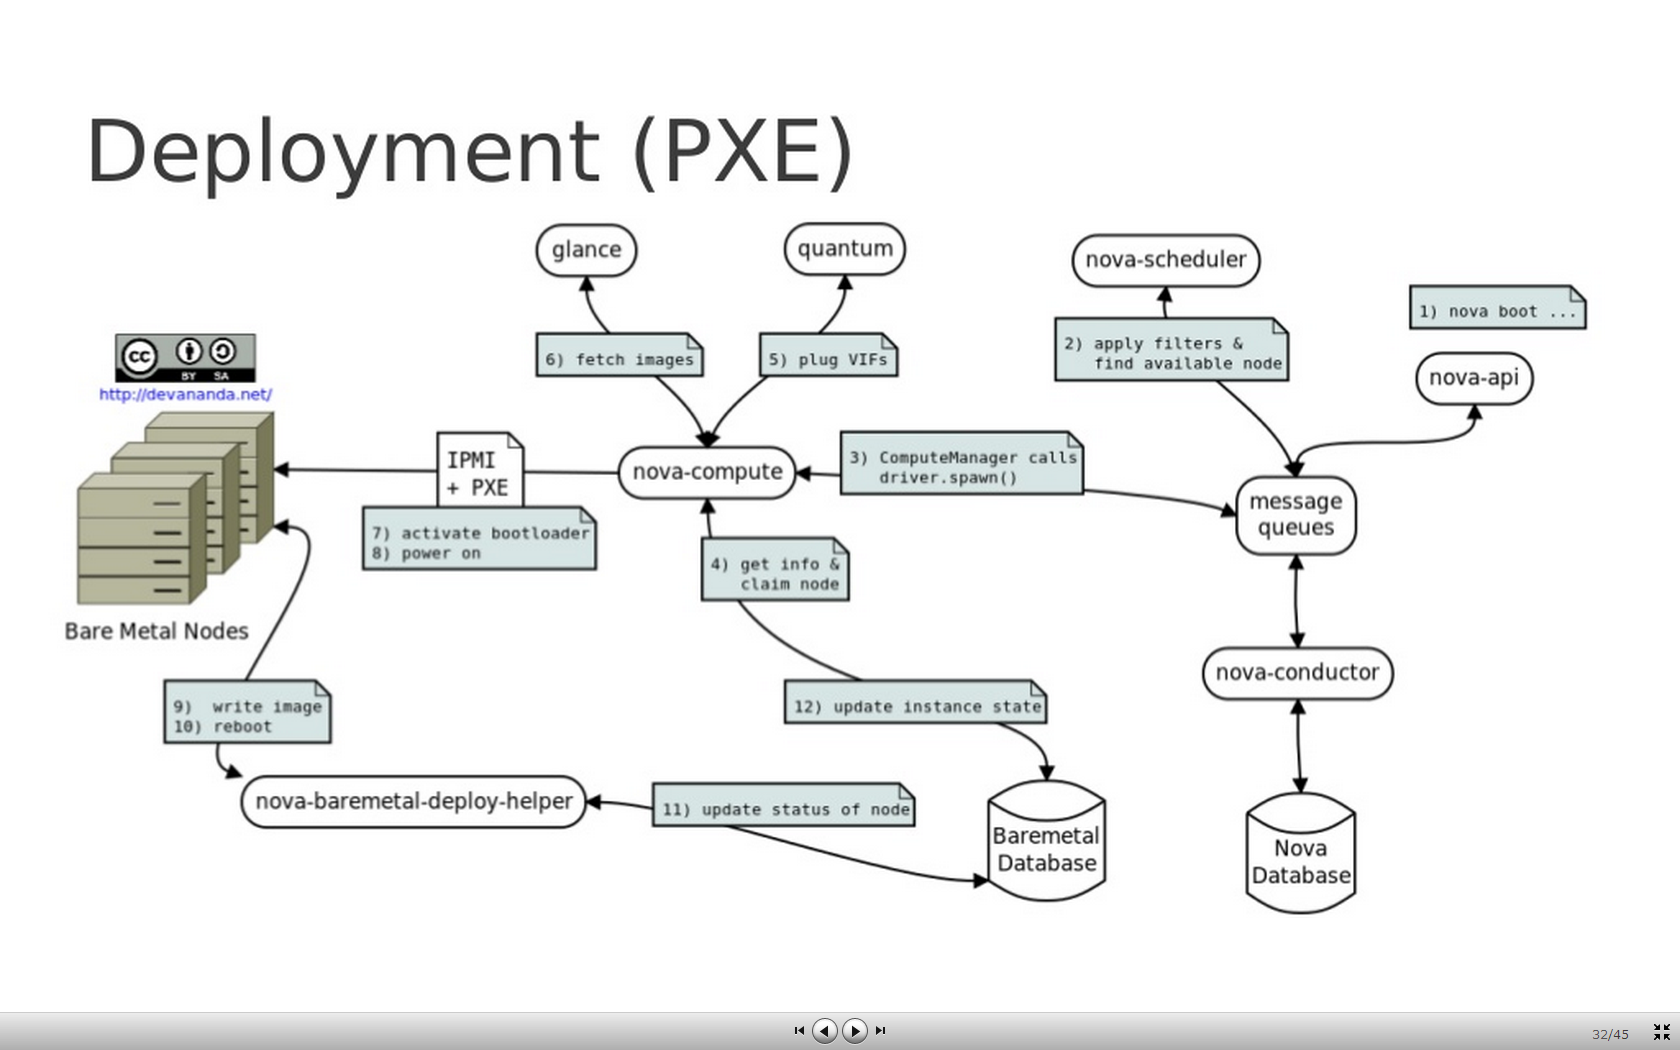 Deployment (PXE)
glance
quantum
nova-scheduler
1) nova boot ...
6) fetch images
5) plug VIFs
2) apply filters &
find available node
nova-api
cc
BY SA
http://devananda.net/
IPMI
+ PXE
nova-compute
3) ComputeManager calls
driver.spawn()
message
queues
7) activate bootloader
8) power on
4) get info &
claim node
Bare Metal Nodes
nova-conductor
9) write image
10) reboot
12) update instance state
nova-baremetal-deploy-helper
11) update status of node
Baremetal
Database
Nova
Database
32/45